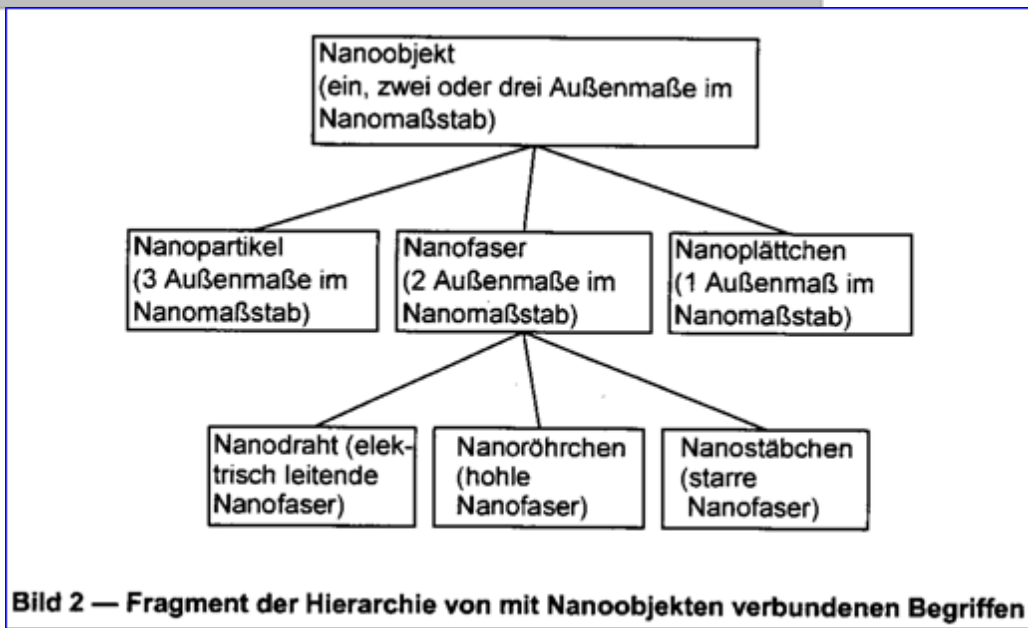 Nanoobjekt
(ein, zwei oder drei Außenmaße im
Nanomaßstab)
Nanopartikel
(3 Außenmaße im
Nanomaßstab)
Nanofaser
(2 Außenmaße im
Nanomaßstab)
Nanoplättchen
(1 Außenmaß im
Nanomaßstab)
Nanodraht (elek-
trisch leitende
Nanofaser)
Nanoröhrchen
(hohle
Nanofaser)
Nanostäbchen
(starre
Nanofaser)
Bild 2 — Fragment der Hierarchie von mit Nanoobjekten verbundenen Begriffen